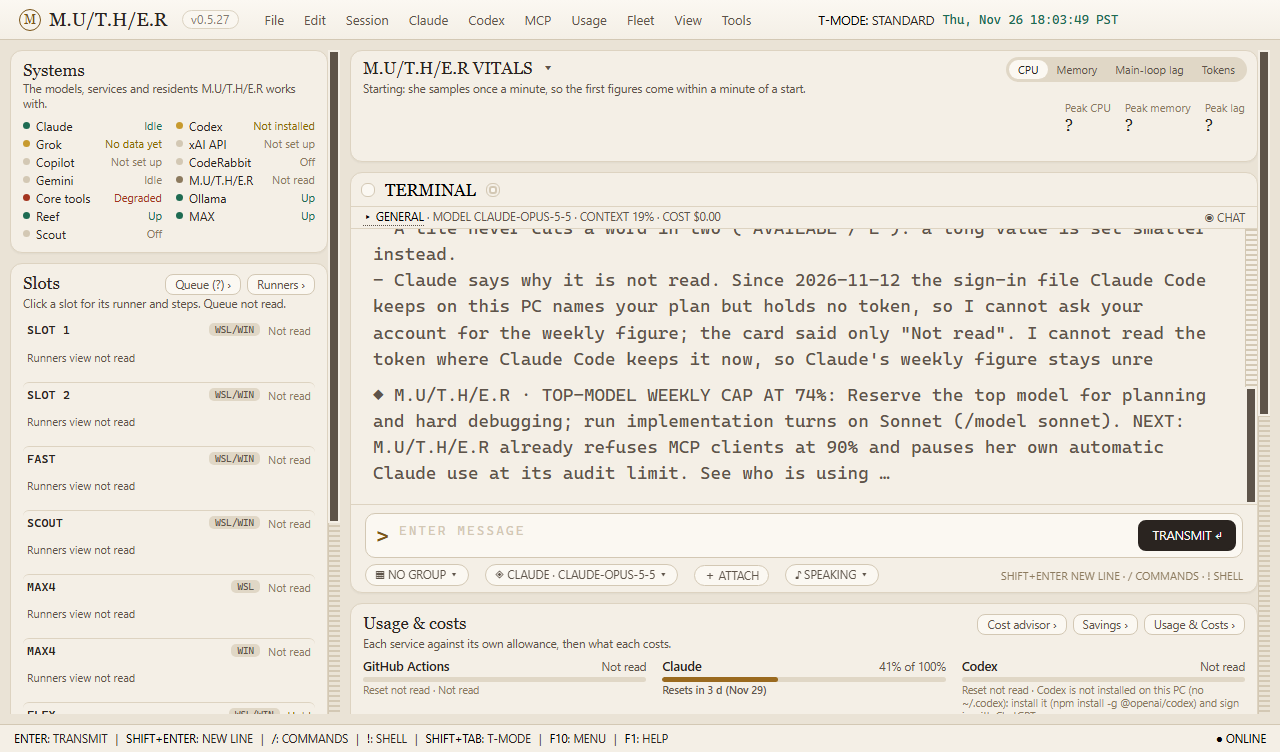 M M.U/T.H/E.R v0.5.27 File Edit Session Claude Codex MCP Usage Fleet View Tools T-MODE: STANDARD Thu, Nov 26 18:03:49 PST
Systems
The models, services and residents M.U/T.H/E.R works
with.
Claude Idle Codex Not installed
Grok No data yet xAI API Not set up
Copilot Not set up CodeRabbit Off
Gemini Idle M.U/T.H/E.R Not read
Core tools Degraded Ollama Up
Reef Up MAX Up
Scout Off
Slots Queue (?) › Runners ›
Click a slot for its runner and steps. Queue not read.
SLOT 1 WSL/WIN Not read
Runners view not read
SLOT 2 WSL/WIN Not read
Runners view not read
FAST WSL/WIN Not read
Runners view not read
SCOUT WSL/WIN Not read
Runners view not read
MAX4 WSL Not read
Runners view not read
MAX4 WIN Not read
Runners view not read
M.U/T.H/E.R VITALS ▾ CPU Memory Main-loop lag Tokens
Starting: she samples once a minute, so the first figures come within a minute of a start.
Peak CPU Peak memory Peak lag
? ? ?
TERMINAL
▸ GENERAL · MODEL CLAUDE-OPUS-5-5 · CONTEXT 19% · COST $0.00 ◉ CHAT
A tile never cuts a word in two ("AVAILABLE / E"): a long value is set smaller
instead.
— Claude says why it is not read. Since 2026-11-12 the sign-in file Claude Code
keeps on this PC names your plan but holds no token, so I cannot ask your
account for the weekly figure; the card said only "Not read". I cannot read the
token where Claude Code keeps it now, so Claude's weekly figure stays unre
◆ M.U/T.H/E.R · TOP-MODEL WEEKLY CAP AT 74%: Reserve the top model for planning
and hard debugging; run implementation turns on Sonnet (/model sonnet). NEXT:
M.U/T.H/E.R already refuses MCP clients at 90% and pauses her own automatic
Claude use at its audit limit. See who is using …
> ENTER MESSAGE TRANSMIT ⏎
NO GROUP ▾ ◈ CLAUDE · CLAUDE-OPUS-5-5 ▾ + ATTACH ♪ SPEAKING ▾ SHIFT+ENTER NEW LINE · / COMMANDS · ! SHELL
Usage & costs Cost advisor › Savings › Usage & Costs ›
Each service against its own allowance, then what each costs.
GitHub Actions Not read Claude 41% of 100% Codex Not read
Reset not read · Not read Resets in 3 d (Nov 29) Reset not read · Codex is not installed on this PC (no
~/.codex): install it (npm install -g @openai/codex) and sign
ENTER: TRANSMIT | SHIFT+ENTER: NEW LINE | /: COMMANDS | !: SHELL | SHIFT+TAB: T-MODE | F10: MENU | F1: HELP ● ONLINE